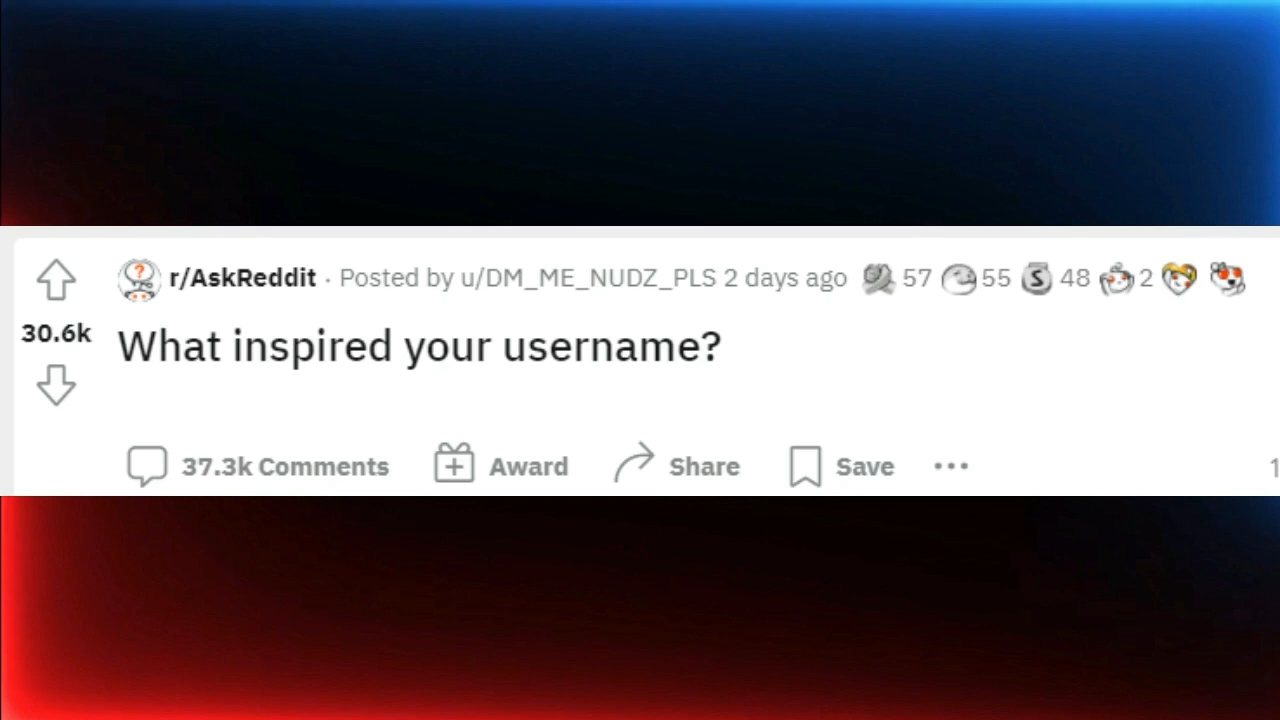 r/AskReddit · Posted by u/DM_ME_NUDZ_PLS 2 days ago 57 55 S 48 2
30.6k
What inspired your username?
37.3k Comments Award Share Save ••• 1